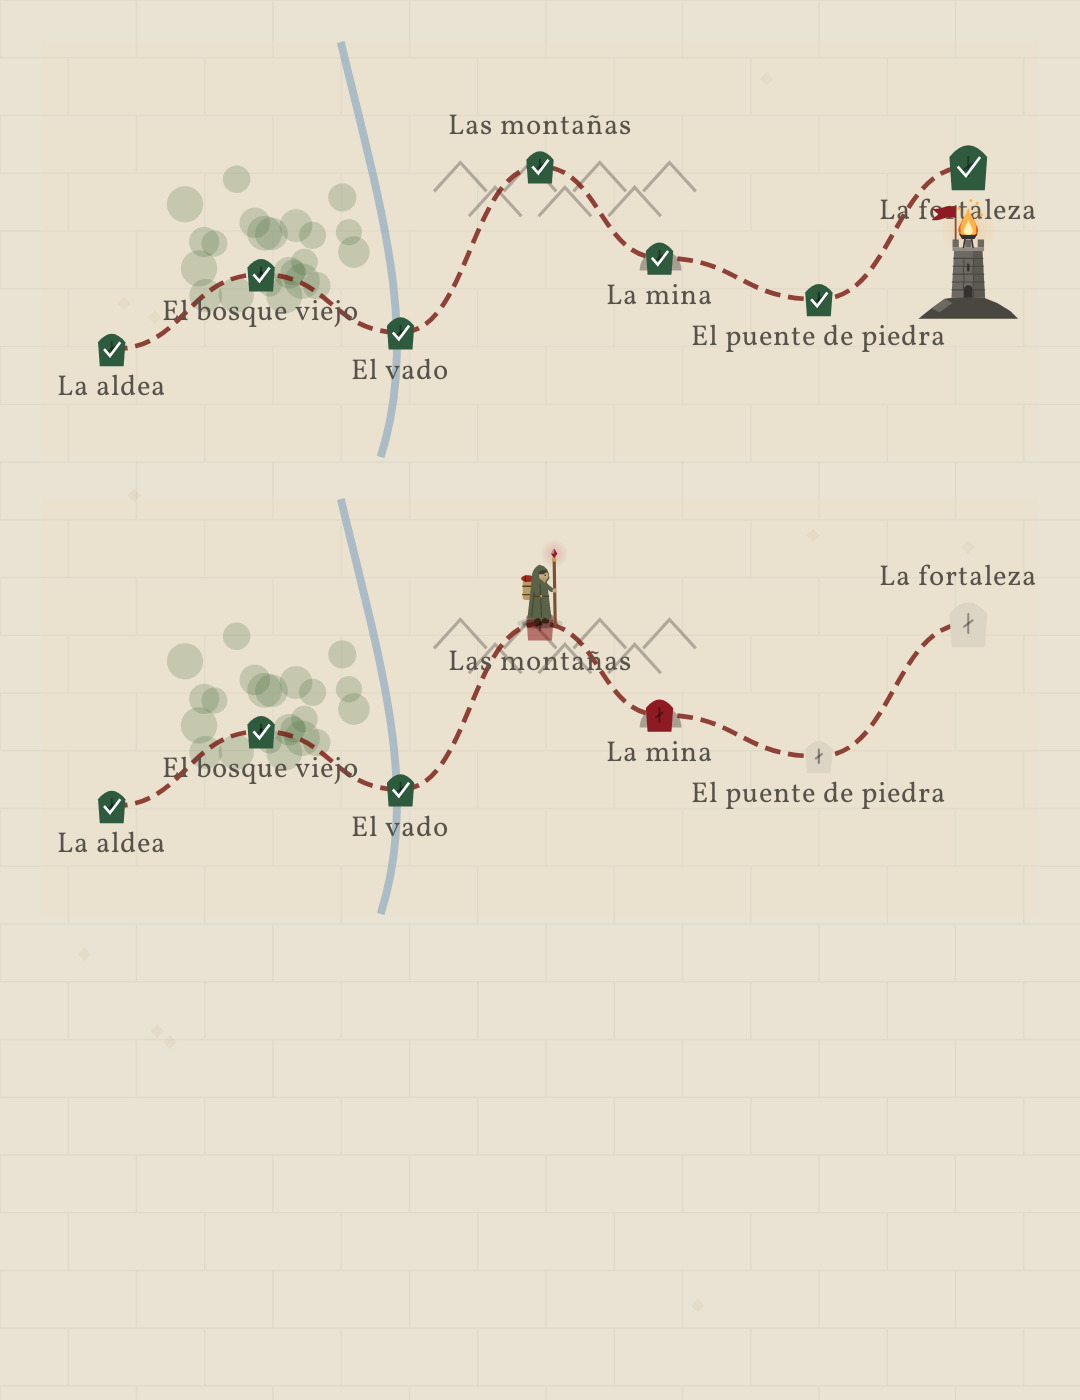 Las montañas
La fortaleza
La mina
El bosque viejo
El puente de piedra
El vado
La aldea
La fortaleza
Las montañas
La mina
El bosque viejo
El puente de piedra
El vado
La aldea